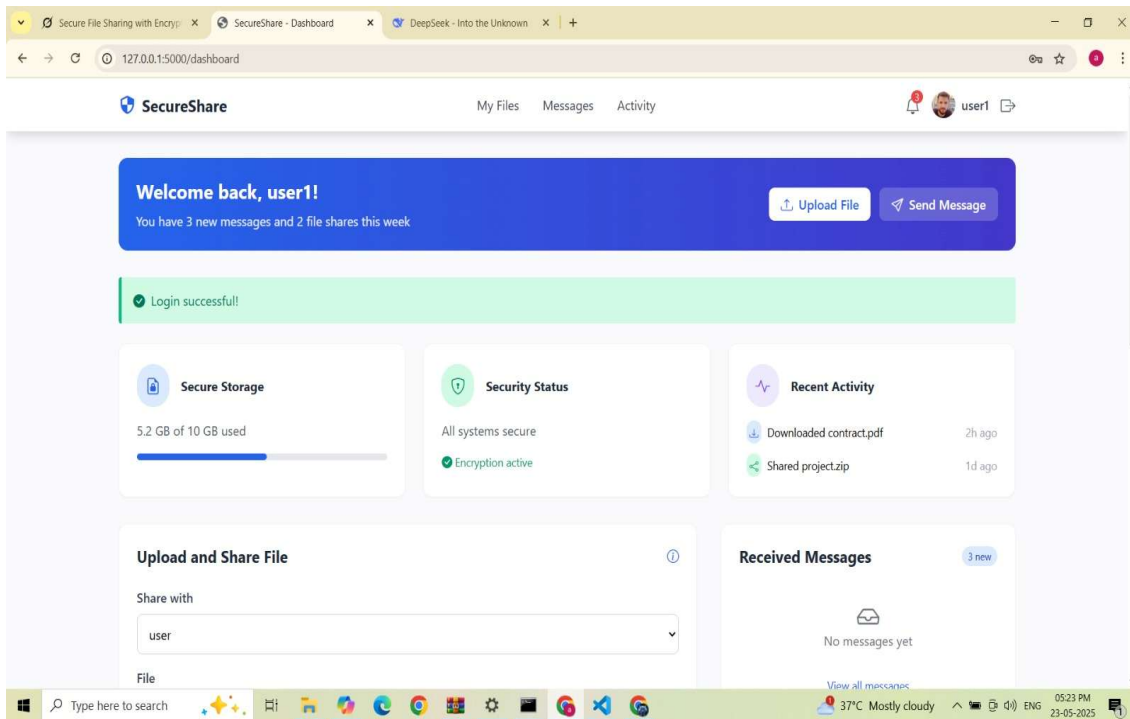 Secure File Sharing with Encryp
SecureShare - Dashboard
DeepSeek - Into the Unknown
127.0.0.1:5000/dashboard
a
SecureShare
My Files Messages Activity
3
user1
Welcome back, user1!
You have 3 new messages and 2 file shares this week
Upload File
Send Message
Login successful!
Secure Storage
5.2 GB of 10 GB used
Security Status
All systems secure
Encryption active
Recent Activity
Downloaded contract.pdf 2h ago
Shared project.zip 1d ago
Upload and Share File
Share with
user
File
Received Messages 3 new
No messages yet
View all messages
Type here to search
37°C Mostly cloudy
ENG
05:23 PM
23-05-2025